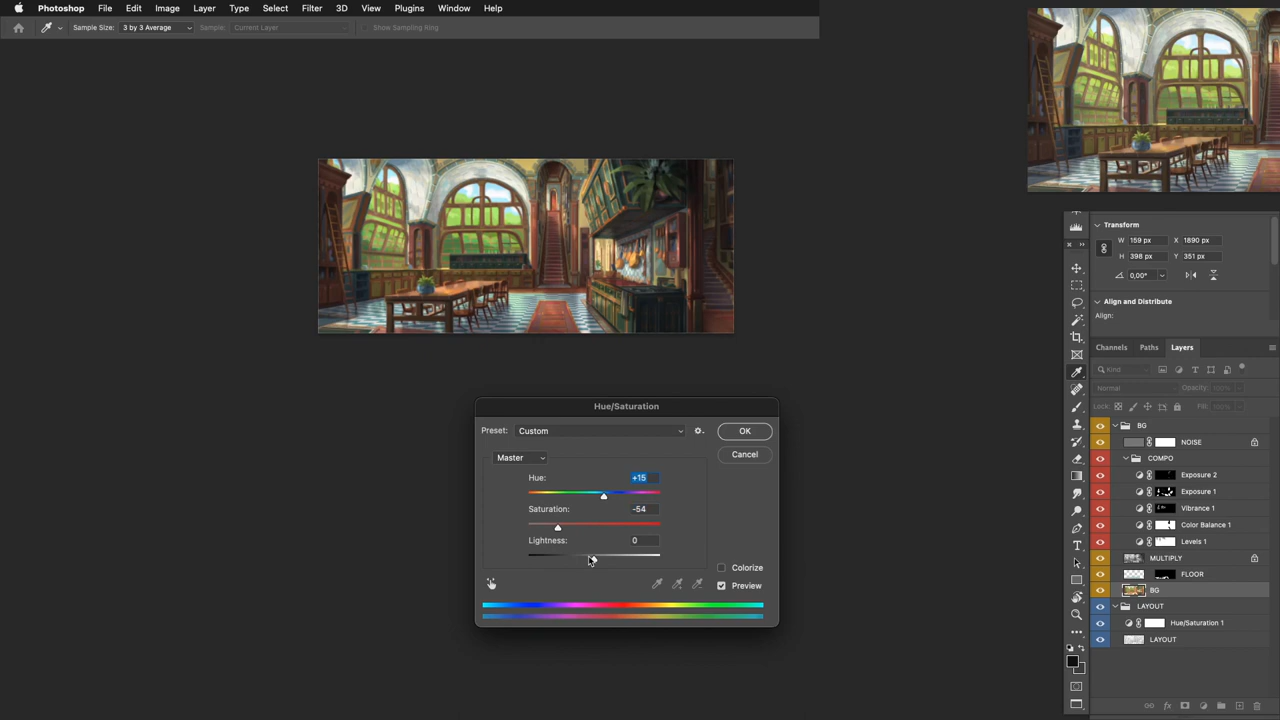 Photoshop File Edit Image Layer Type Select Filter 3D View Plugins Window Help
Sample Size: 3 by 3 Average Sample: Current Layer Show Sampling Ring
Transform
W 159 px X 1890 px
H 398 px Y 351 px
0,00°
Align and Distribute
Align:
Channels Paths Layers
Kind
Normal Opacity: 100%
Lock: Fill: 100%
BG
NOISE
COMPO
Exposure 2
Exposure 1
Vibrance 1
Color Balance 1
Levels 1
MULTIPLY
FLOOR
BG
LAYOUT
Hue/Saturation 1
LAYOUT
Hue/Saturation
Preset: Custom OK
Cancel
Master
Hue: +15
Saturation: -54
Lightness: 0
Colorize
Preview